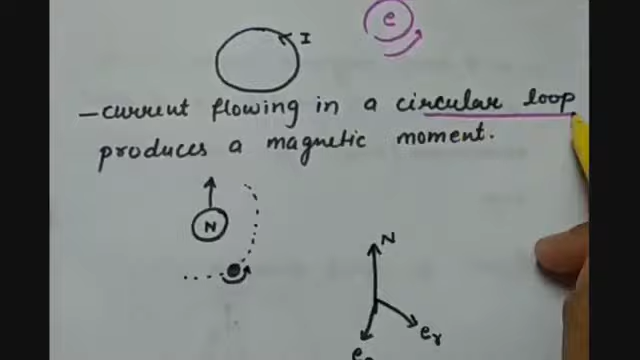 e
I
– current flowing in a circular loop
produces a magnetic moment.
N
N
er